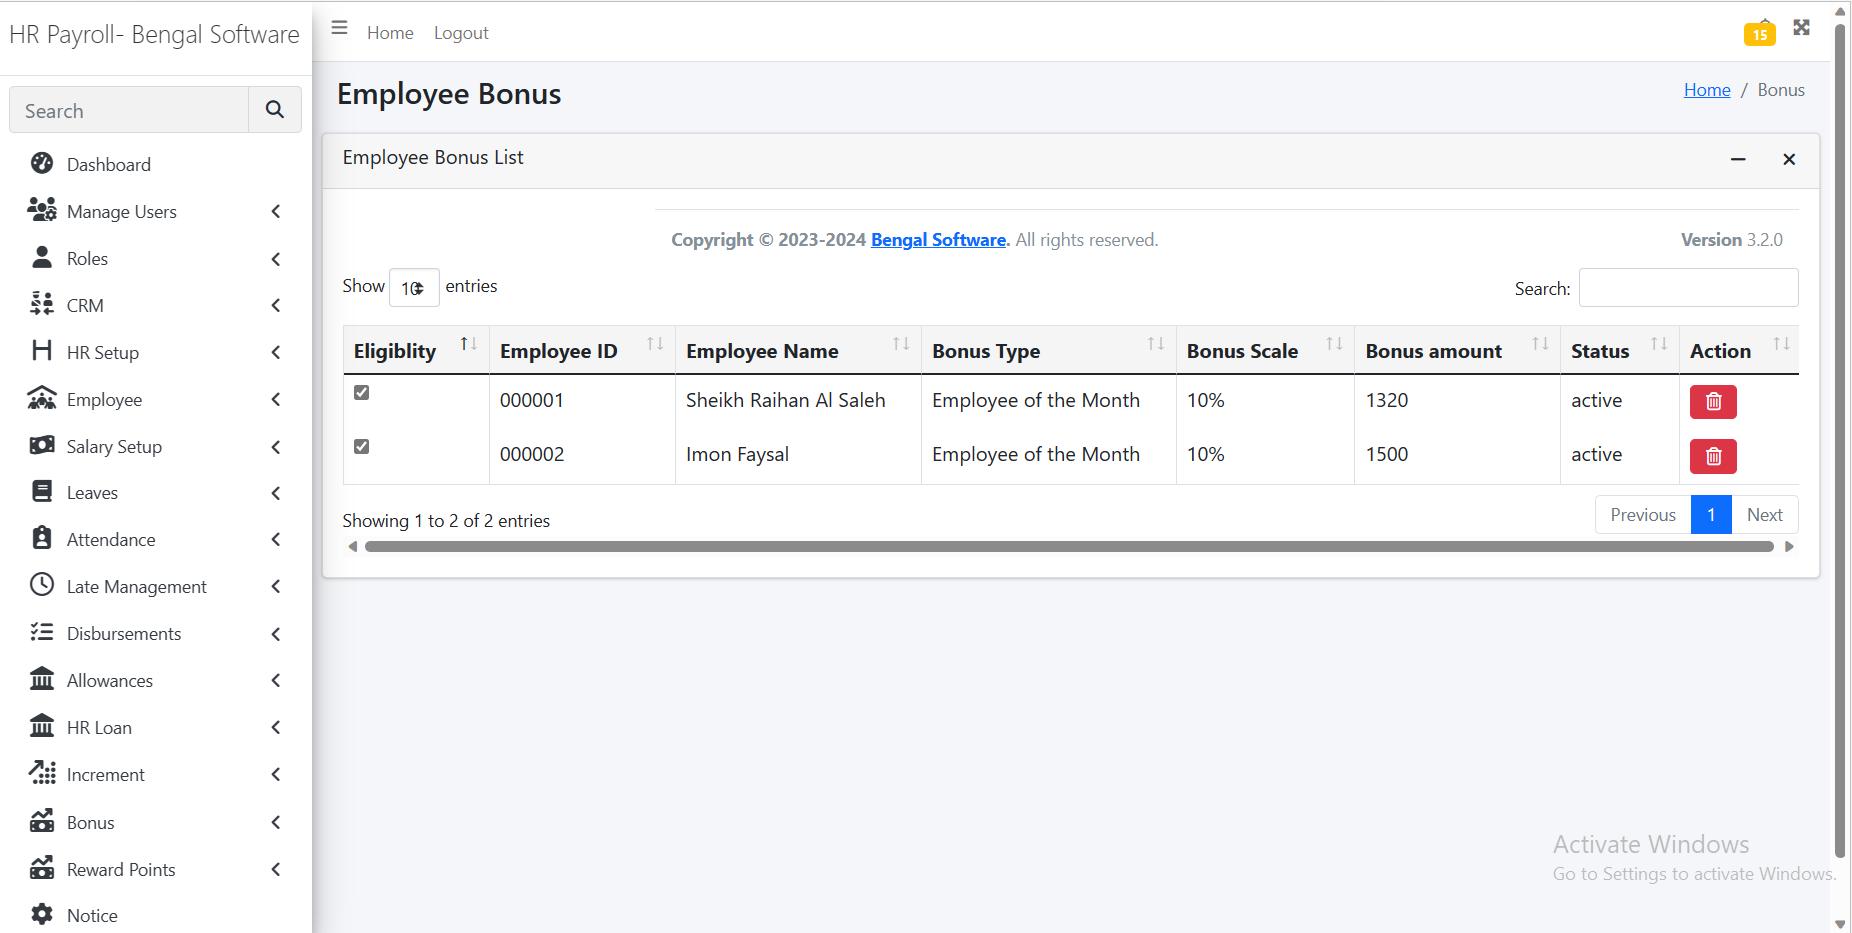 HR Payroll- Bengal Software
Home Logout
15
Search
Employee Bonus
Home / Bonus
Dashboard
Manage Users
Roles
CRM
HR Setup
Employee
Salary Setup
Leaves
Attendance
Late Management
Disbursements
Allowances
HR Loan
Increment
Bonus
Reward Points
Notice
Employee Bonus List
Copyright © 2023-2024 Bengal Software. All rights reserved.
Version 3.2.0
Show 10 entries
Search:
Eligiblity Employee ID Employee Name Bonus Type Bonus Scale Bonus amount Status Action
000001 Sheikh Raihan Al Saleh Employee of the Month 10% 1320 active
000002 Imon Faysal Employee of the Month 10% 1500 active
Showing 1 to 2 of 2 entries
Previous 1 Next
Activate Windows
Go to Settings to activate Windows.